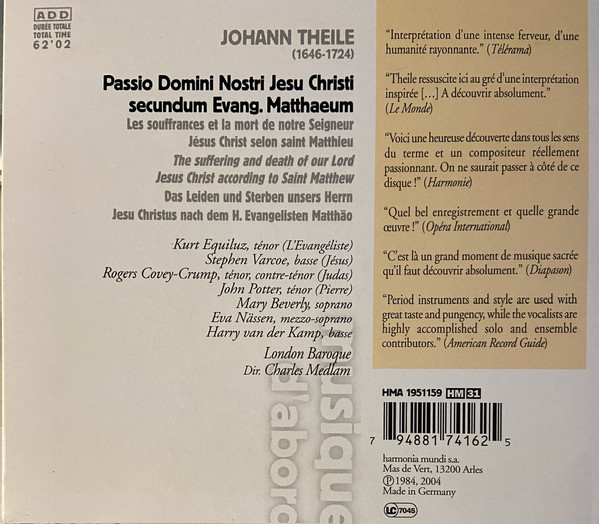 ADD
DURÉE TOTALE
TOTAL TIME
62'02
JOHANN THEILE
(1646-1724)
Passio Domini Nostri Jesu Christi
secundum Evang. Matthaeum
Les souffrances et la mort de notre Seigneur
Jésus Christ selon saint Matthieu
The suffering and death of our Lord
Jesus Christ according to Saint Matthew
Das Leiden und Sterben unsers Herrn
Jesu Christus nach dem H. Evangelisten Matthäo
Kurt Equiluz, ténor (L'Evangéliste)
Stephen Varcoe, basse (Jésus)
Rogers Covey-Crump, ténor, contre-ténor (Judas)
John Potter, ténor (Pierre)
Mary Beverly, soprano
Eva Nässen, mezzo-soprano
Harry van der Kamp, basse
London Baroque
Dir. Charles Medlam
musique
d'abord
“Interprétation d'une intense ferveur, d'une
humanité rayonnante.” (Télérama)
“Theile ressuscite ici au gré d'une interprétation
inspirée […] A découvrir absolument.”
(Le Monde)
“Voici une heureuse découverte dans tous les sens
du terme et un compositeur réellement
passionnant. On ne saurait passer à côté de ce
disque !” (Harmonie)
“Quel bel enregistrement et quelle grande
œuvre !” (Opéra International)
“C'est là un grand moment de musique sacrée
qu'il faut découvrir absolument.” (Diapason)
“Period instruments and style are used with
great taste and pungency, while the vocalists are
highly accomplished solo and ensemble
contributors.” (American Record Guide)
HMA 1951159 HM 31
7 94881 74162 5
harmonia mundi s.a.
Mas de Vert, 13200 Arles
℗ 1984, 2004
Made in Germany
LC 7045